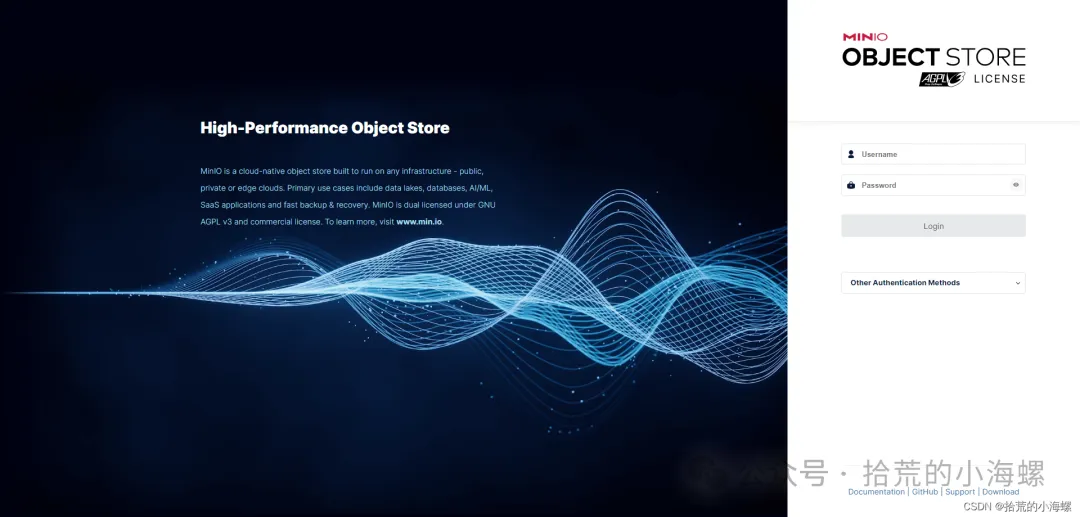 High-Performance Object Store
MinIO is a cloud-native object store built to run on any infrastructure - public,
private or edge clouds. Primary use cases include data lakes, databases, AI/ML,
SaaS applications and fast backup & recovery. MinIO is dual licensed under GNU
AGPL v3 and commercial license. To learn more, visit www.min.io.
MINIO
OBJECT STORE
AGPLv3 LICENSE
Username
Password
Login
Other Authentication Methods
众号 · 拾荒的小海螺
Documentation | GitHub | Support | Download
CSDN @拾荒的小海螺